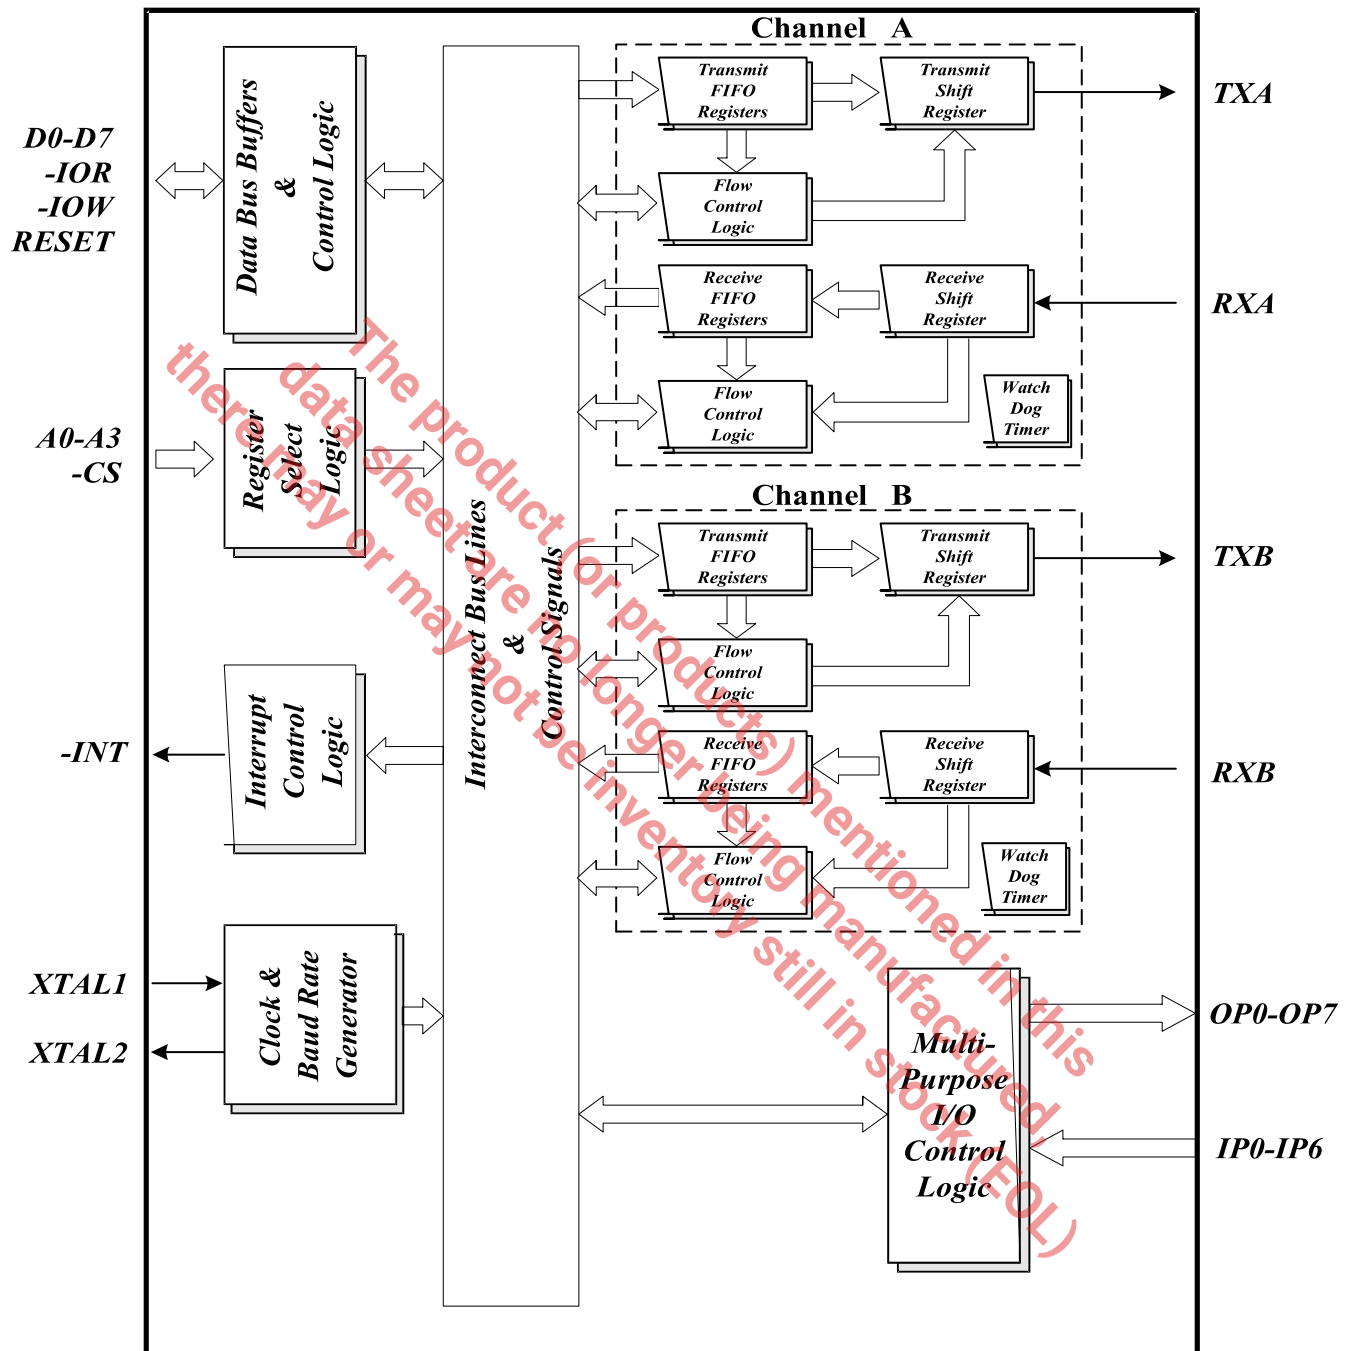 Channel A
D0-D7
-IOR
-IOW
RESET
Data Bus Buffers
&
Control Logic
A0-A3
-CS
Register
Select
Logic
-INT
Interrupt
Control
Logic
XTAL1
XTAL2
Clock &
Baud Rate
Generator
Interconnect Bus Lines
&
Control Signals
Transmit
FIFO
Registers
Transmit
Shift
Register
TXA
Flow
Control
Logic
Receive
FIFO
Registers
Receive
Shift
Register
RXA
Flow
Control
Logic
Watch
Dog
Timer
Channel B
Transmit
FIFO
Registers
Transmit
Shift
Register
TXB
Flow
Control
Logic
Receive
FIFO
Registers
Receive
Shift
Register
RXB
Flow
Control
Logic
Watch
Dog
Timer
Multi-
Purpose
I/O
Control
Logic
OP0-OP7
IP0-IP6
The product (or products) mentioned in this
data sheet are no longer being manufactured,
there may or may not be inventory still in stock (EOL)